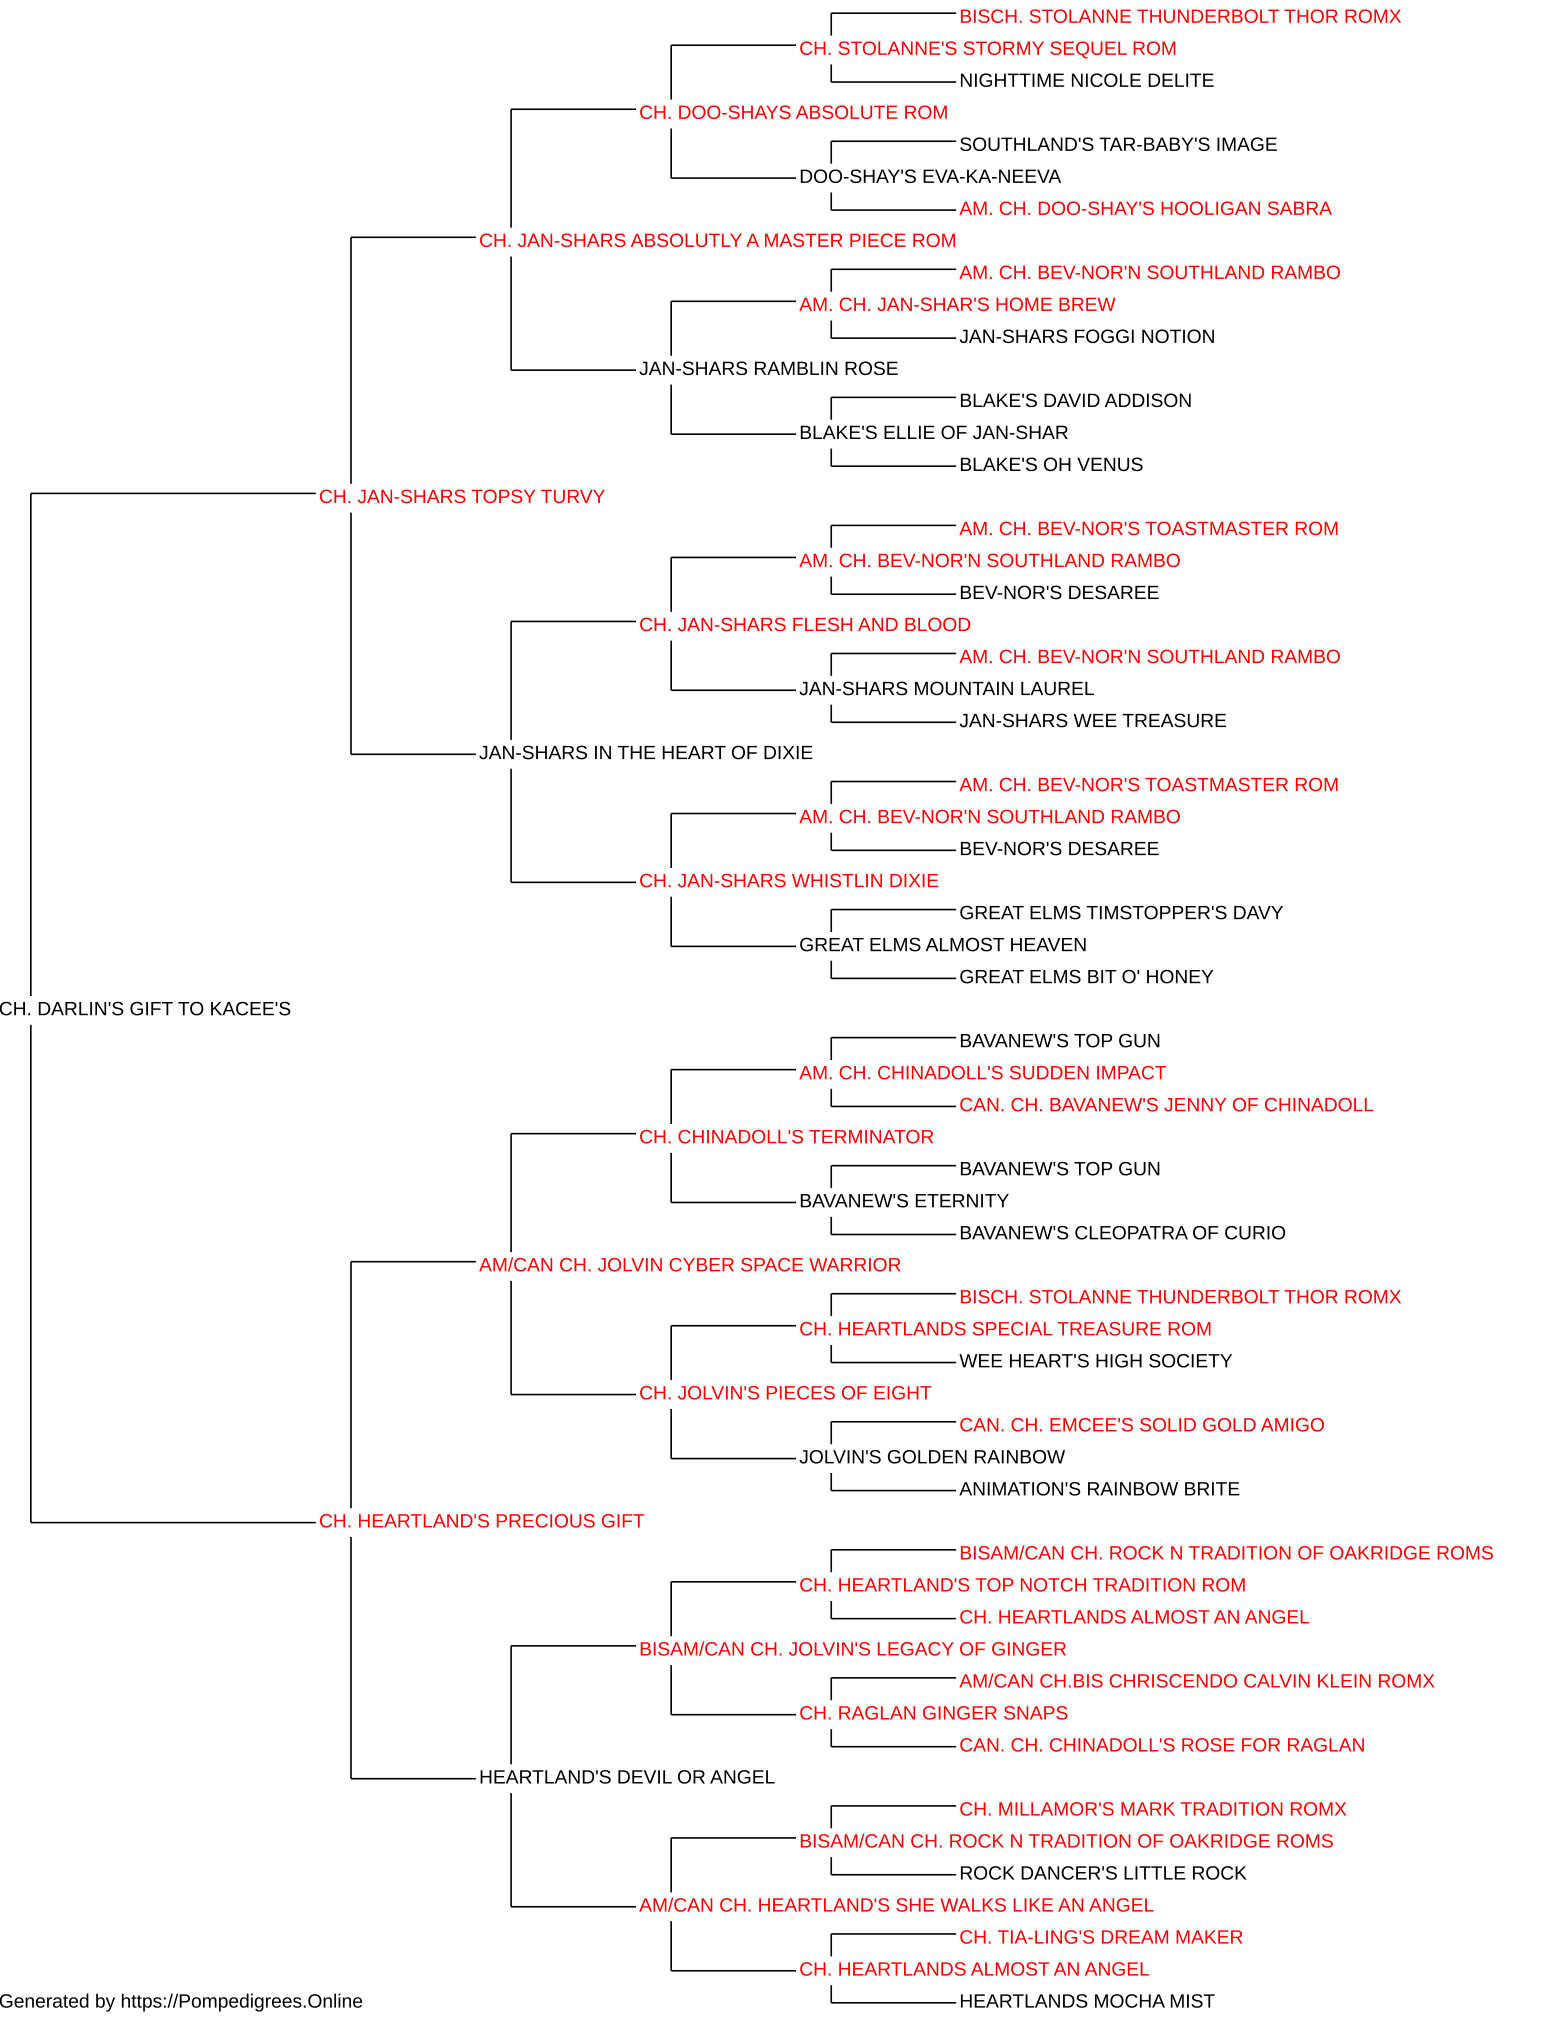 BISCH. STOLANNE THUNDERBOLT THOR ROMX
CH. STOLANNE'S STORMY SEQUEL ROM
NIGHTTIME NICOLE DELITE
CH. DOO-SHAYS ABSOLUTE ROM
SOUTHLAND'S TAR-BABY'S IMAGE
DOO-SHAY'S EVA-KA-NEEVA
AM. CH. DOO-SHAY'S HOOLIGAN SABRA
CH. JAN-SHARS ABSOLUTLY A MASTER PIECE ROM
AM. CH. BEV-NOR'N SOUTHLAND RAMBO
AM. CH. JAN-SHAR'S HOME BREW
JAN-SHARS FOGGI NOTION
JAN-SHARS RAMBLIN ROSE
BLAKE'S DAVID ADDISON
BLAKE'S ELLIE OF JAN-SHAR
BLAKE'S OH VENUS
CH. JAN-SHARS TOPSY TURVY
AM. CH. BEV-NOR'S TOASTMASTER ROM
AM. CH. BEV-NOR'N SOUTHLAND RAMBO
BEV-NOR'S DESAREE
CH. JAN-SHARS FLESH AND BLOOD
AM. CH. BEV-NOR'N SOUTHLAND RAMBO
JAN-SHARS MOUNTAIN LAUREL
JAN-SHARS WEE TREASURE
JAN-SHARS IN THE HEART OF DIXIE
AM. CH. BEV-NOR'S TOASTMASTER ROM
AM. CH. BEV-NOR'N SOUTHLAND RAMBO
BEV-NOR'S DESAREE
CH. JAN-SHARS WHISTLIN DIXIE
GREAT ELMS TIMSTOPPER'S DAVY
GREAT ELMS ALMOST HEAVEN
GREAT ELMS BIT O' HONEY
CH. DARLIN'S GIFT TO KACEE'S
BAVANEW'S TOP GUN
AM. CH. CHINADOLL'S SUDDEN IMPACT
CAN. CH. BAVANEW'S JENNY OF CHINADOLL
CH. CHINADOLL'S TERMINATOR
BAVANEW'S TOP GUN
BAVANEW'S ETERNITY
BAVANEW'S CLEOPATRA OF CURIO
AM/CAN CH. JOLVIN CYBER SPACE WARRIOR
BISCH. STOLANNE THUNDERBOLT THOR ROMX
CH. HEARTLANDS SPECIAL TREASURE ROM
WEE HEART'S HIGH SOCIETY
CH. JOLVIN'S PIECES OF EIGHT
CAN. CH. EMCEE'S SOLID GOLD AMIGO
JOLVIN'S GOLDEN RAINBOW
ANIMATION'S RAINBOW BRITE
CH. HEARTLAND'S PRECIOUS GIFT
BISAM/CAN CH. ROCK N TRADITION OF OAKRIDGE ROMS
CH. HEARTLAND'S TOP NOTCH TRADITION ROM
CH. HEARTLANDS ALMOST AN ANGEL
BISAM/CAN CH. JOLVIN'S LEGACY OF GINGER
AM/CAN CH.BIS CHRISCENDO CALVIN KLEIN ROMX
CH. RAGLAN GINGER SNAPS
CAN. CH. CHINADOLL'S ROSE FOR RAGLAN
HEARTLAND'S DEVIL OR ANGEL
CH. MILLAMOR'S MARK TRADITION ROMX
BISAM/CAN CH. ROCK N TRADITION OF OAKRIDGE ROMS
ROCK DANCER'S LITTLE ROCK
AM/CAN CH. HEARTLAND'S SHE WALKS LIKE AN ANGEL
CH. TIA-LING'S DREAM MAKER
CH. HEARTLANDS ALMOST AN ANGEL
HEARTLANDS MOCHA MIST
Generated by https://Pompedigrees.Online